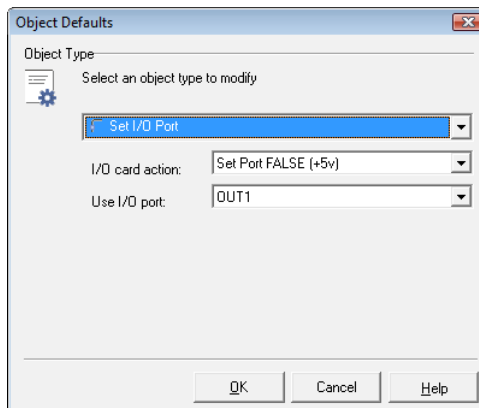 Object Defaults
Object Type
Select an object type to modify
Set I/O Port
I/O card action: Set Port FALSE (+5v)
Use I/O port: OUT1
OK Cancel Help